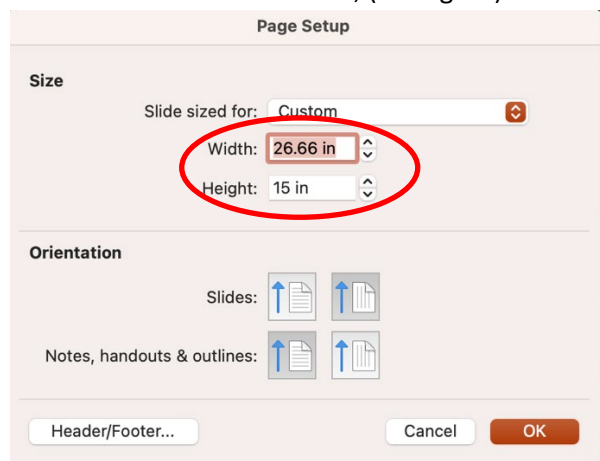 Page Setup
Size
Slide sized for: Custom
Width: 26.66 in
Height: 15 in
Orientation
Slides:
Notes, handouts & outlines:
Header/Footer... Cancel OK